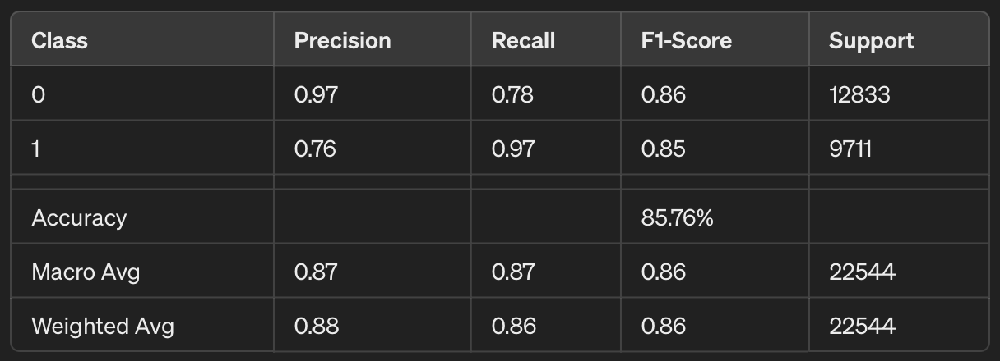 Class Precision Recall F1-Score Support
0 0.97 0.78 0.86 12833
1 0.76 0.97 0.85 9711
Accuracy 85.76%
Macro Avg 0.87 0.87 0.86 22544
Weighted Avg 0.88 0.86 0.86 22544